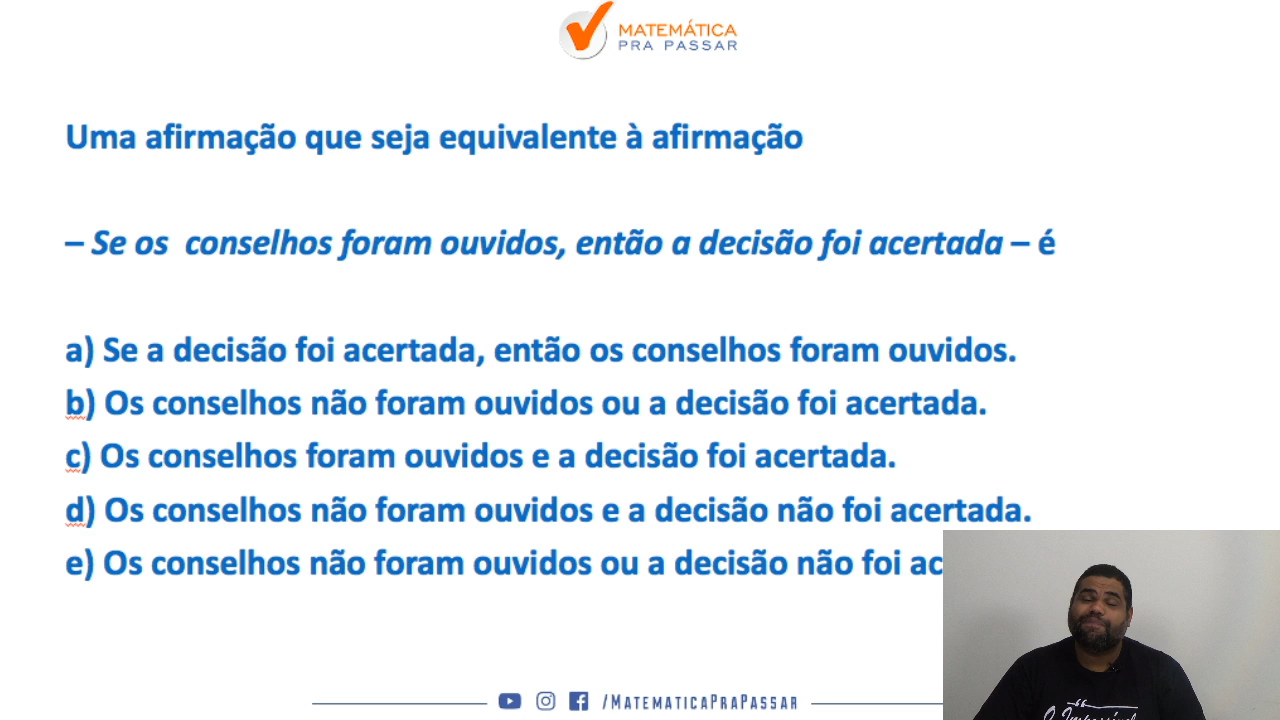 MATEMÁTICA
PRA PASSAR
Uma afirmação que seja equivalente à afirmação
– Se os conselhos foram ouvidos, então a decisão foi acertada – é
a) Se a decisão foi acertada, então os conselhos foram ouvidos.
b) Os conselhos não foram ouvidos ou a decisão foi acertada.
c) Os conselhos foram ouvidos e a decisão foi acertada.
d) Os conselhos não foram ouvidos e a decisão não foi acertada.
e) Os conselhos não foram ouvidos ou a decisão não foi ac
/MATEMATICAPRAPASSAR